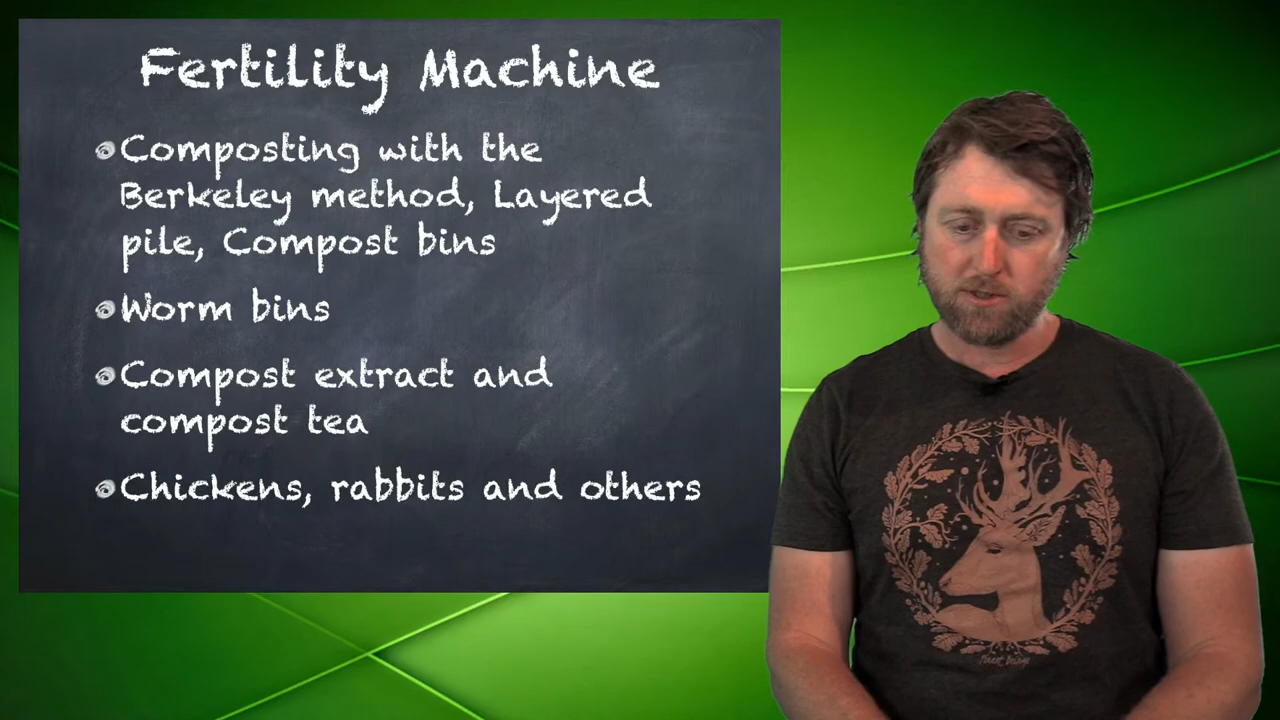 Fertility Machine
Composting with the
Berkeley method, Layered
pile, Compost bins
Worm bins
Compost extract and
compost tea
Chickens, rabbits and others